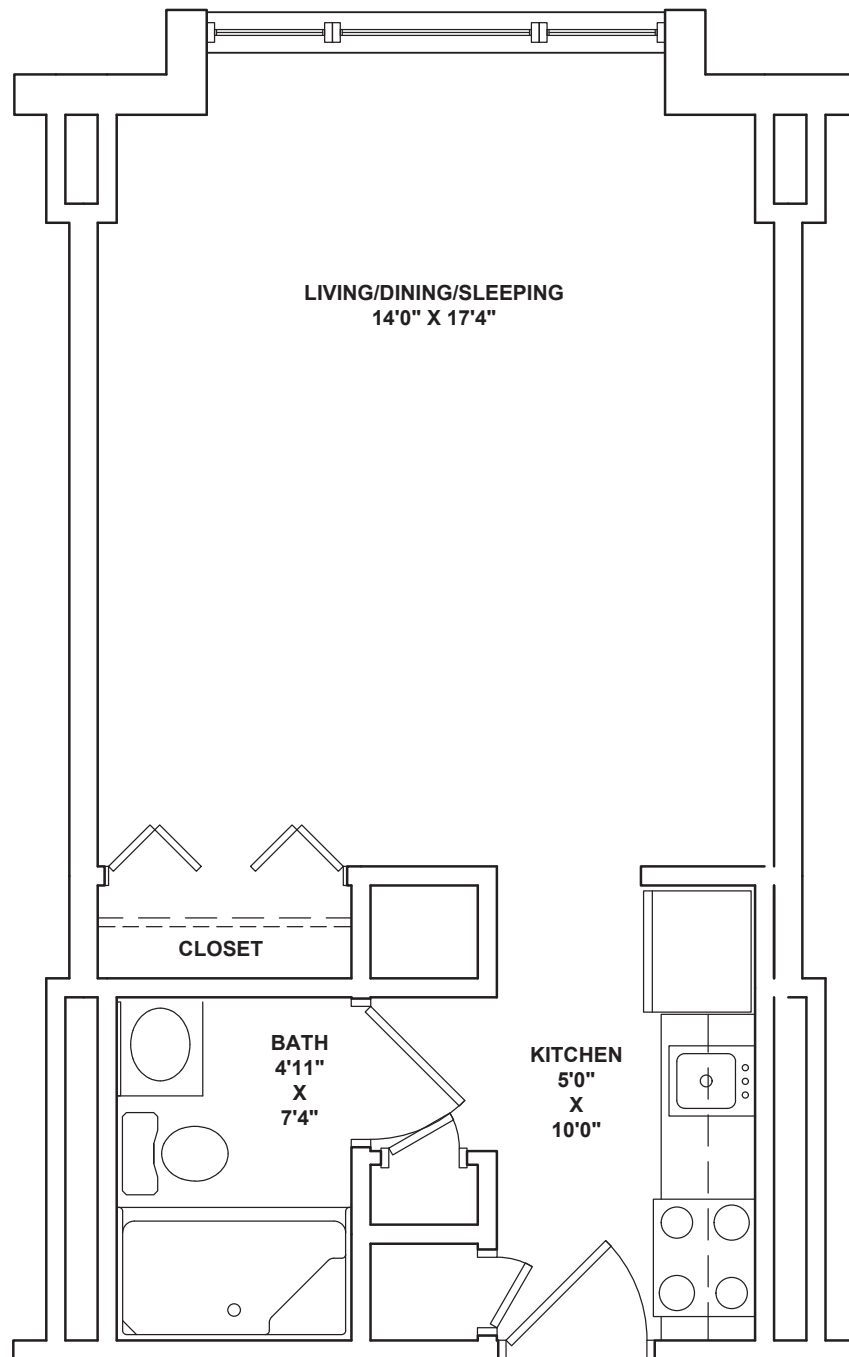 LIVING/DINING/SLEEPING
14'0" X 17'4"
CLOSET
BATH
4'11"
X
7'4"
KITCHEN
5'0"
X
10'0"